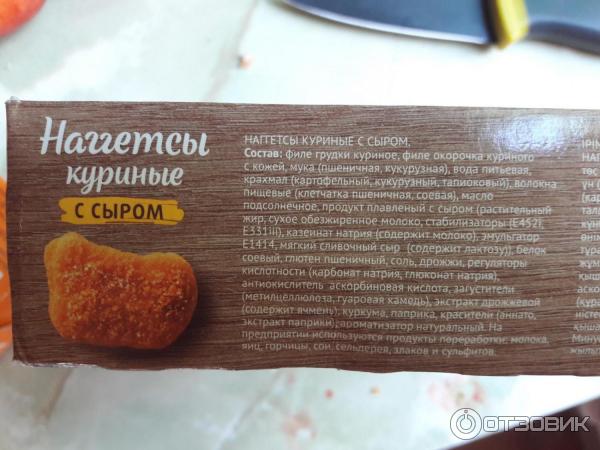 Наггетсы
куриные
с сыром
НАГГЕТСЫ КУРИНЫЕ С СЫРОМ.
Состав: филе грудки куриное, филе окорочка куриного
с кожей, мука (пшеничная, кукурузная), вода питьевая,
крахмал (картофельный, кукурузный, тапиоковый), волокна
пищевые (клетчатка пшеничная, соевая), масло
подсолнечное, продукт плавленый с сыром (растительный
жир, сухое обезжиренное молоко, стабилизаторы (Е452i,
Е331iii), казеинат натрия (содержит молоко), эмульгатор
Е1414, мягкий сливочный сыр (содержит лактозу)), белок
соевый, глютен пшеничный, соль, дрожжи, регуляторы
кислотности (карбонат натрия, глюконат натрия),
антиокислитель аскорбиновая кислота, загустители
(метилцеллюлоза, гуаровая камедь), экстракт дрожжевой
(содержит ячмень), куркума, паприка, красители (аннато,
экстракт паприки), ароматизатор натуральный. На
предприятии используются продукты переработки: молока,
яиц, горчицы, сои, сельдерея, злаков и сульфитов.
ОТЗОВИК